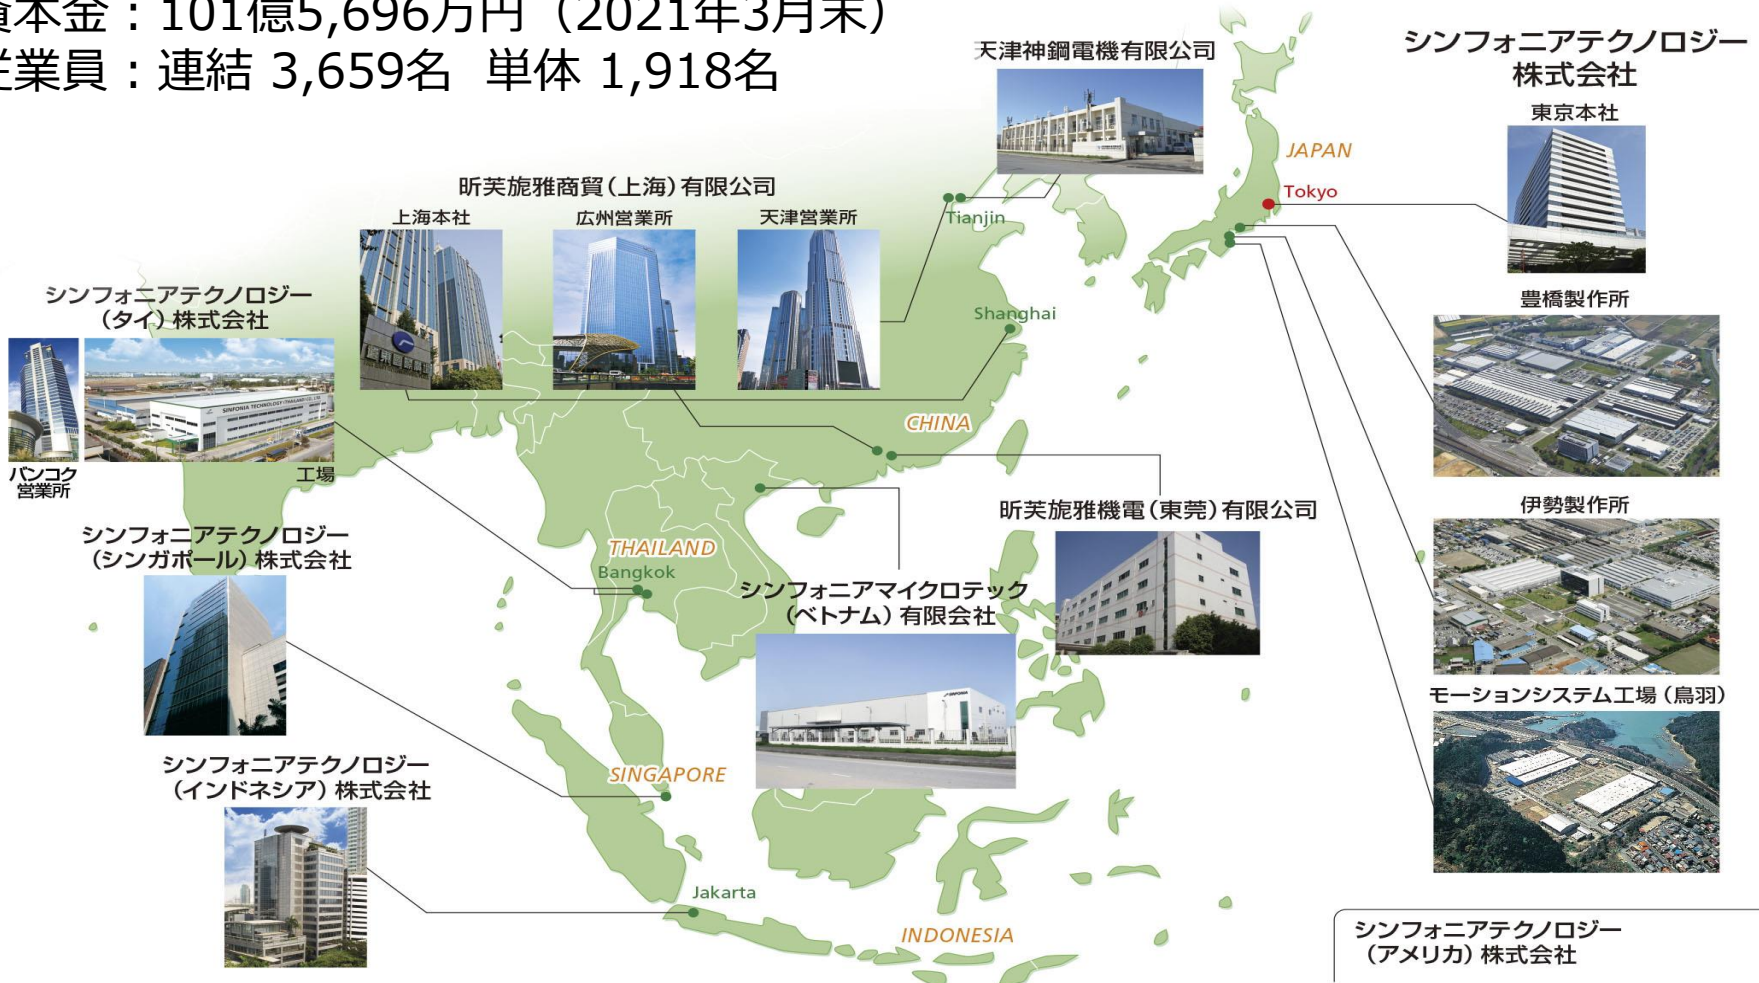 資本金：101億5,696万円（2021年3月末）
従業員：連結 3,659名 単体 1,918名
天津神鋼電機有限公司
シンフォニアテクノロジー
株式会社
東京本社
JAPAN
Tokyo
昕芙旎雅商貿（上海）有限公司
上海本社
広州営業所
天津営業所
Tianjin
豊橋製作所
シンフォニアテクノロジー
（タイ）株式会社
SINFONIA TECHNOLOGY (THAILAND) CO., LTD.
バンコク
営業所
工場
Shanghai
CHINA
伊勢製作所
昕芙旎雅機電（東莞）有限公司
シンフォニアテクノロジー
（シンガポール）株式会社
THAILAND
Bangkok
シンフォニアマイクロテック
（ベトナム）有限会社
SINFONIA
モーションシステム工場（鳥羽）
シンフォニアテクノロジー
（インドネシア）株式会社
SINGAPORE
Jakarta
INDONESIA
シンフォニアテクノロジー
（アメリカ）株式会社